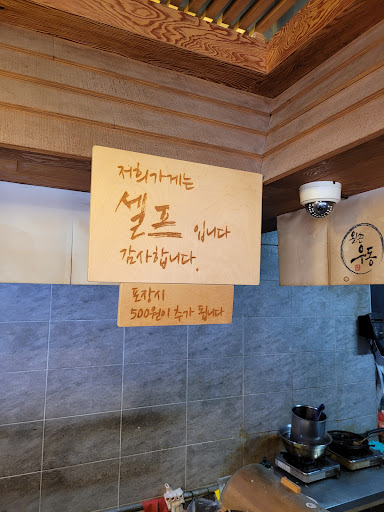 저희가게는
셀프 입니다
감사합니다.
포장시
500원이 추가 됩니다
우동